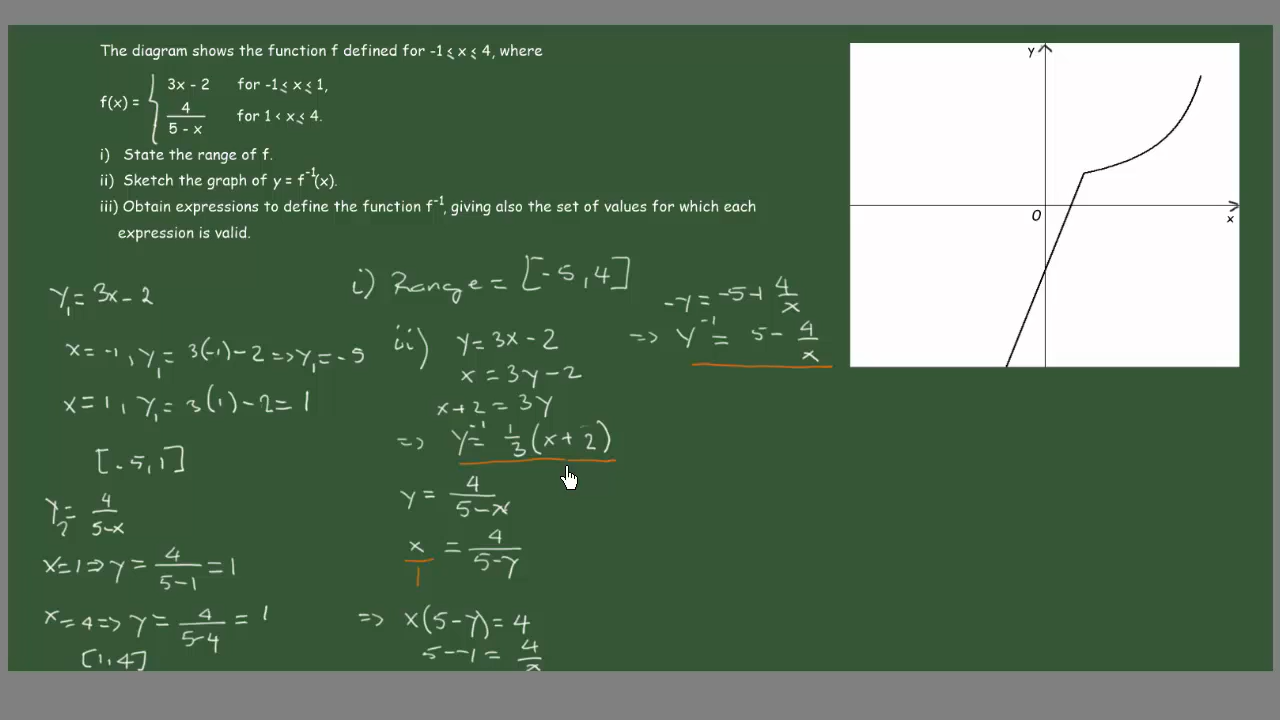 The diagram shows the function f defined for -1 ≤ x ≤ 4, where
f(x) = { 3x - 2 for -1 ≤ x ≤ 1,
4/(5 - x) for 1 < x ≤ 4.
i) State the range of f.
ii) Sketch the graph of y = f⁻¹(x).
iii) Obtain expressions to define the function f⁻¹, giving also the set of values for which each
expression is valid.
y₁ = 3x - 2
x = -1, y₁ = 3(-1) - 2 => y₁ = -5
x = 1, y₁ = 3(1) - 2 = 1
[-5, 1]
y₂ = 4/(5-x)
x = 1 => y = 4/(5-1) = 1
x = 4 => y = 4/(5-4) = 1
[1, 4]
i) Range = [-5, 4]
iii) y = 3x - 2
x = 3y - 2
x + 2 = 3y
=> y⁻¹ = 1/3 (x + 2)
y = 4/(5-x)
x/1 = 4/(5-y)
=> x(5-y) = 4
5--1 = 4/x
-y = -5 + 4/x
=> y⁻¹ = 5 - 4/x
y
O
x